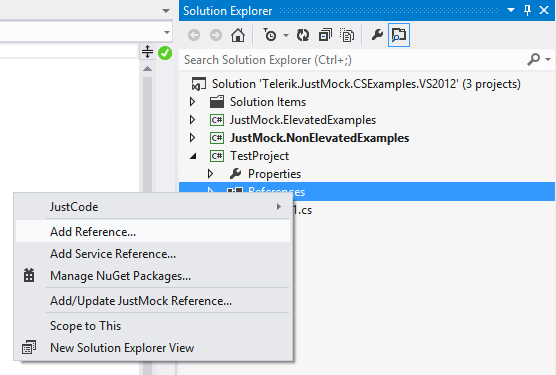 Solution Explorer
Search Solution Explorer (Ctrl+;)
Solution 'Telerik.JustMock.CSExamples.VS2012' (3 projects)
Solution Items
C# JustMock.ElevatedExamples
C# JustMock.NonElevatedExamples
C# TestProject
Properties
References
1.cs
JustCode
Add Reference...
Add Service Reference...
Manage NuGet Packages...
Add/Update JustMock Reference...
Scope to This
New Solution Explorer View